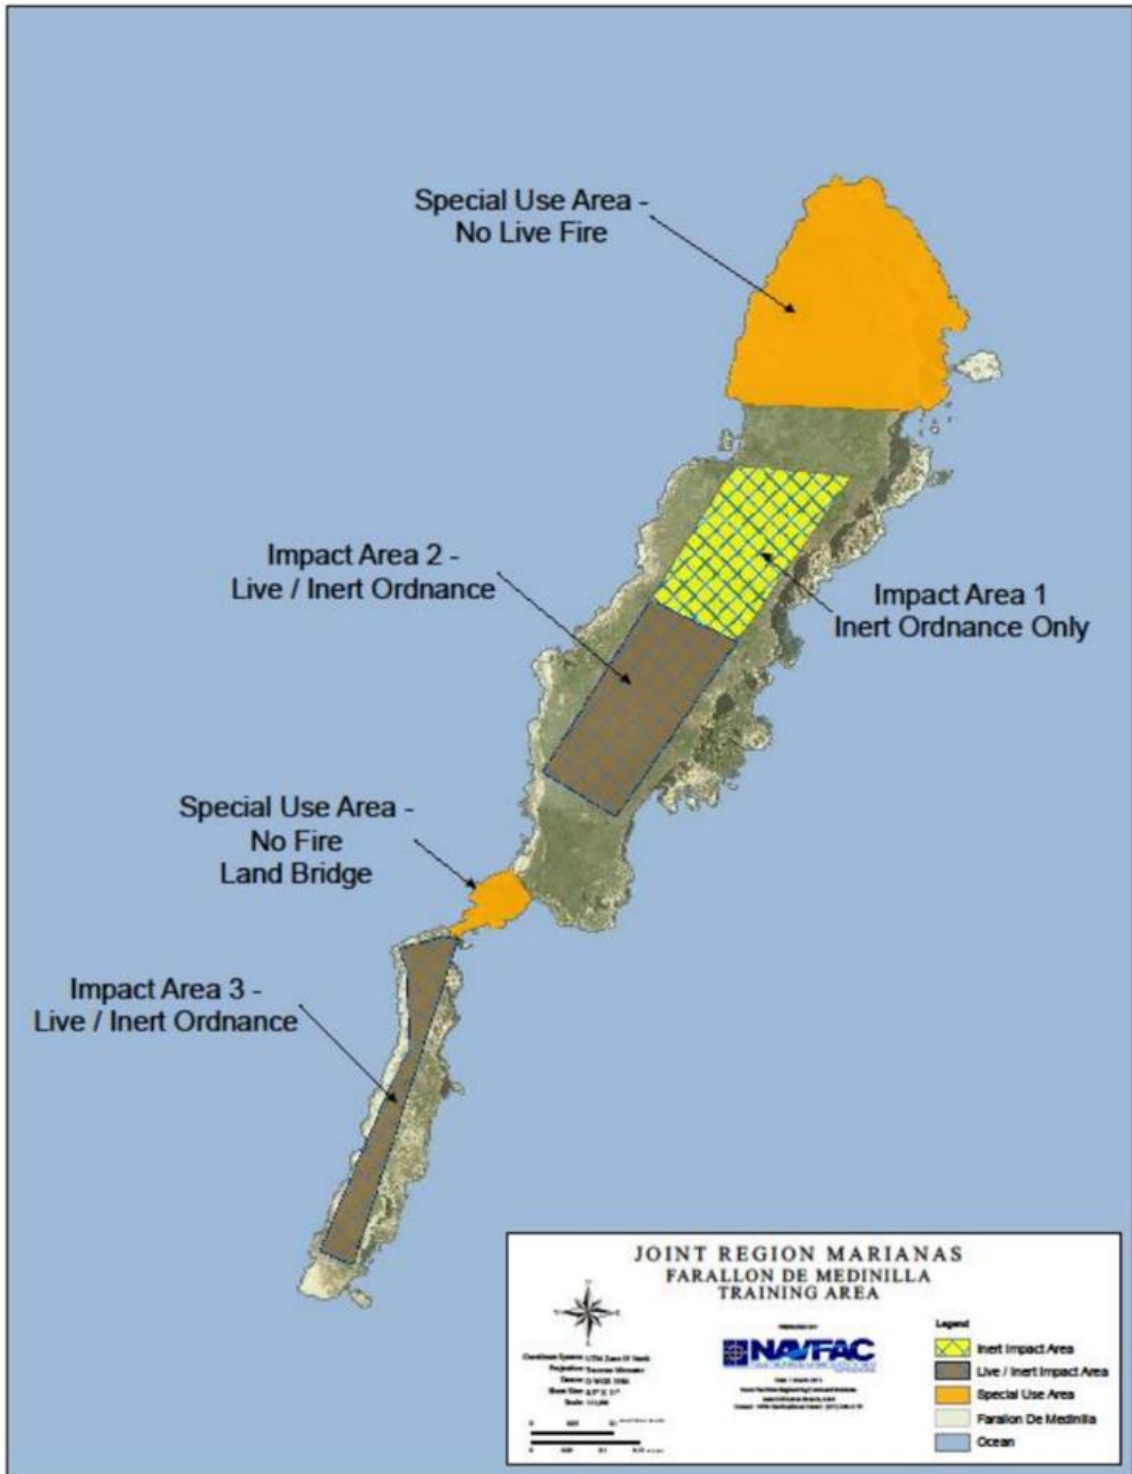 Special Use Area -
No Live Fire
Impact Area 2 -
Live / Inert Ordnance
Impact Area 1
Inert Ordnance Only
Special Use Area -
No Fire
Land Bridge
Impact Area 3 -
Live / Inert Ordnance
JOINT REGION MARIANAS
FARALLON DE MEDINILLA
TRAINING AREA
NAVFAC
Legend
Inert Impact Area
Live / Inert Impact Area
Special Use Area
Farallon De Medinilla
Ocean